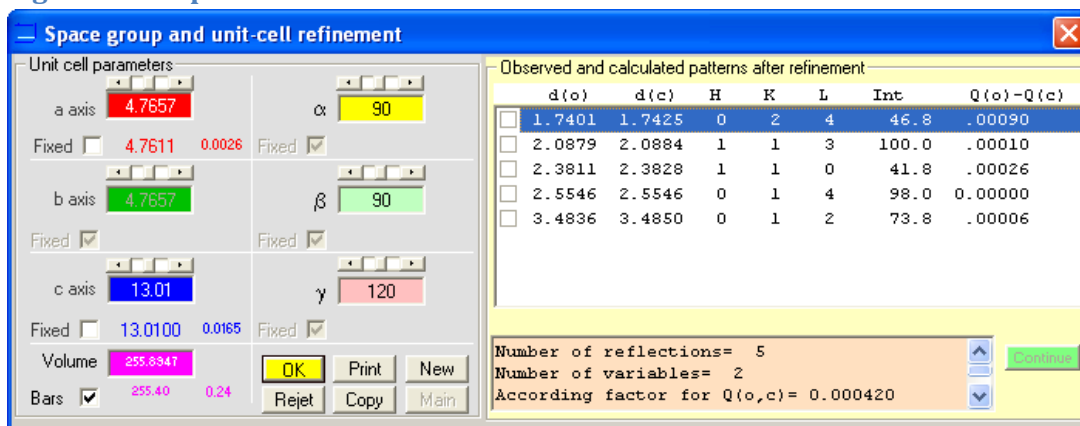 Space group and unit-cell refinement
Unit cell parameters
a axis 4.7657 α 90
Fixed 4.7611 0.0026 Fixed
b axis 4.7657 β 90
Fixed Fixed
c axis 13.01 γ 120
Fixed 13.0100 0.0165 Fixed
Volume 255.8947
Bars 255.40 0.24
OK Print New
Rejet Copy Main
Observed and calculated patterns after refinement
d(o) d(c) H K L Int Q(o)-Q(c)
1.7401 1.7425 0 2 4 46.8 .00090
2.0879 2.0884 1 1 3 100.0 .00010
2.3811 2.3828 1 1 0 41.8 .00026
2.5546 2.5546 0 1 4 98.0 0.00000
3.4836 3.4850 0 1 2 73.8 .00006
Number of reflections= 5
Number of variables= 2
According factor for Q(o,c)= 0.000420
Continue